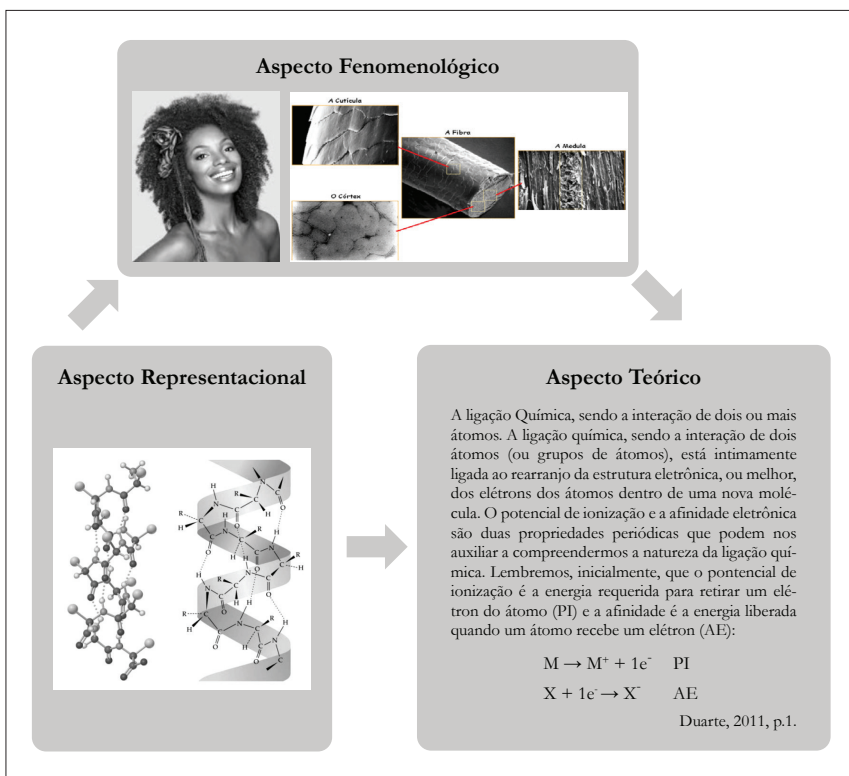 Aspecto Fenomenológico
A Cutícula
A Fibra
A Medula
O Córtex
Aspecto Representacional
Aspecto Teórico
A ligação Química, sendo a interação de dois ou mais
átomos. A ligação química, sendo a interação de dois
átomos (ou grupos de átomos), está intimamente
ligada ao rearranjo da estrutura eletrônica, ou melhor,
dos elétrons dos átomos dentro de uma nova molé-
cula. O potencial de ionização e a afinidade eletrônica
são duas propriedades periódicas que podem nos
auxiliar a compreendermos a natureza da ligação quí-
mica. Lembremos, inicialmente, que o pontencial de
ionização é a energia requerida para retirar um elé-
tron do átomo (PI) e a afinidade é a energia liberada
quando um átomo recebe um elétron (AE):
M → M⁺ + 1e⁻ PI
X + 1e⁻ → X⁻ AE
Duarte, 2011, p.1.